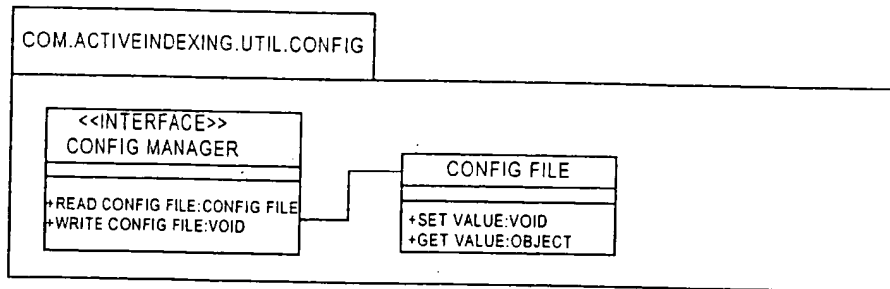 COM.ACTIVEINDEXING.UTIL.CONFIG
<<INTERFACE>>
CONFIG MANAGER
+READ CONFIG FILE:CONFIG FILE
+WRITE CONFIG FILE:VOID
CONFIG FILE
+SET VALUE:VOID
+GET VALUE:OBJECT